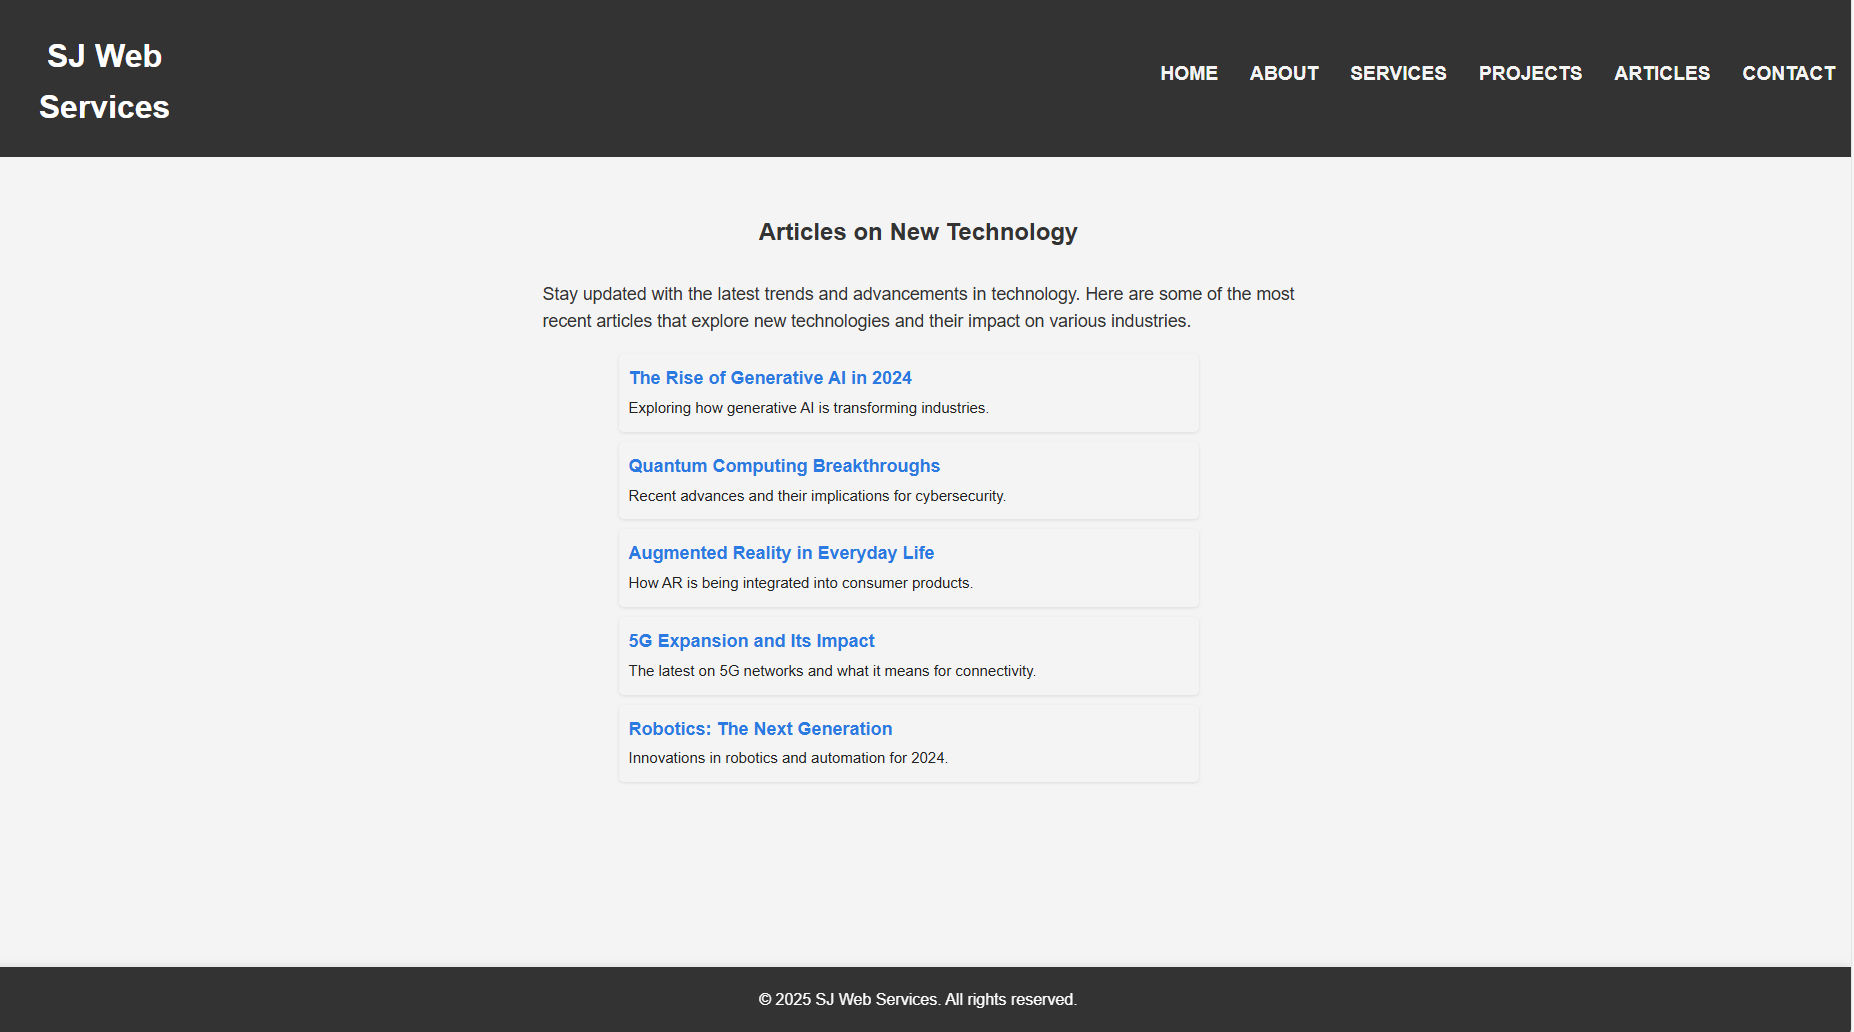 SJ Web
Services
HOME ABOUT SERVICES PROJECTS ARTICLES CONTACT
Articles on New Technology
Stay updated with the latest trends and advancements in technology. Here are some of the most
recent articles that explore new technologies and their impact on various industries.
The Rise of Generative AI in 2024
Exploring how generative AI is transforming industries.
Quantum Computing Breakthroughs
Recent advances and their implications for cybersecurity.
Augmented Reality in Everyday Life
How AR is being integrated into consumer products.
5G Expansion and Its Impact
The latest on 5G networks and what it means for connectivity.
Robotics: The Next Generation
Innovations in robotics and automation for 2024.
© 2025 SJ Web Services. All rights reserved.